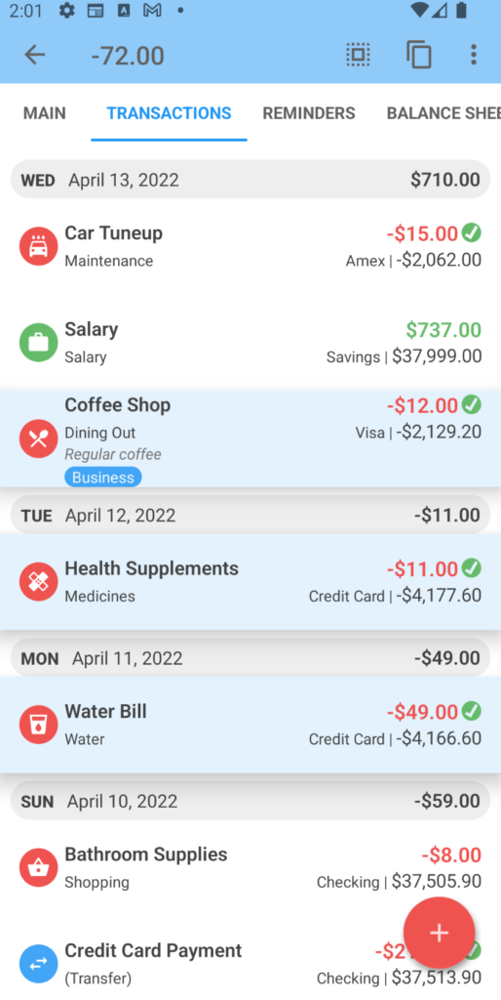 2:01
-72.00
MAIN TRANSACTIONS REMINDERS BALANCE SHEE
WED April 13, 2022 $710.00
Car Tuneup -$15.00
Maintenance Amex | -$2,062.00
Salary $737.00
Salary Savings | $37,999.00
Coffee Shop -$12.00
Dining Out Visa | -$2,129.20
Regular coffee
Business
TUE April 12, 2022 -$11.00
Health Supplements -$11.00
Medicines Credit Card | -$4,177.60
MON April 11, 2022 -$49.00
Water Bill -$49.00
Water Credit Card | -$4,166.60
SUN April 10, 2022 -$59.00
Bathroom Supplies -$8.00
Shopping Checking | $37,505.90
Credit Card Payment
(Transfer) Checking | $37,513.90